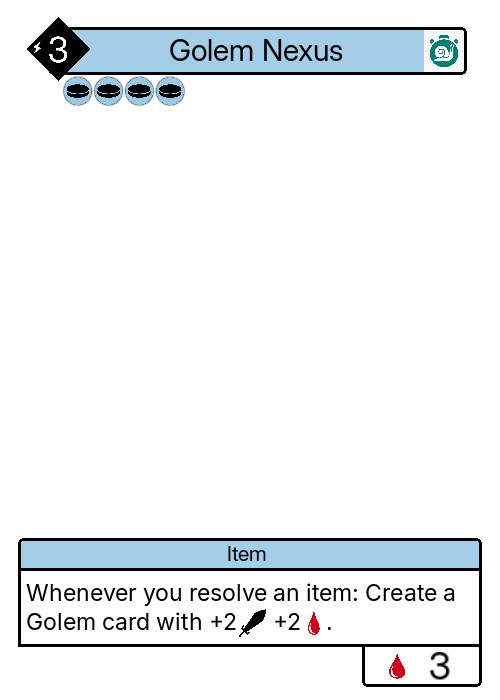 3
Golem Nexus
Item
Whenever you resolve an item: Create a
Golem card with +2 +2 .
3